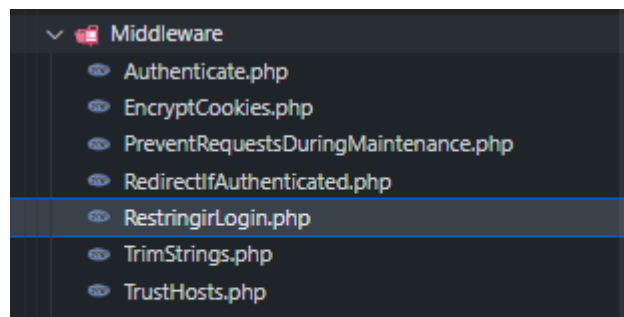 Middleware
Authenticate.php
EncryptCookies.php
PreventRequestsDuringMaintenance.php
RedirectIfAuthenticated.php
RestringirLogin.php
TrimStrings.php
TrustHosts.php